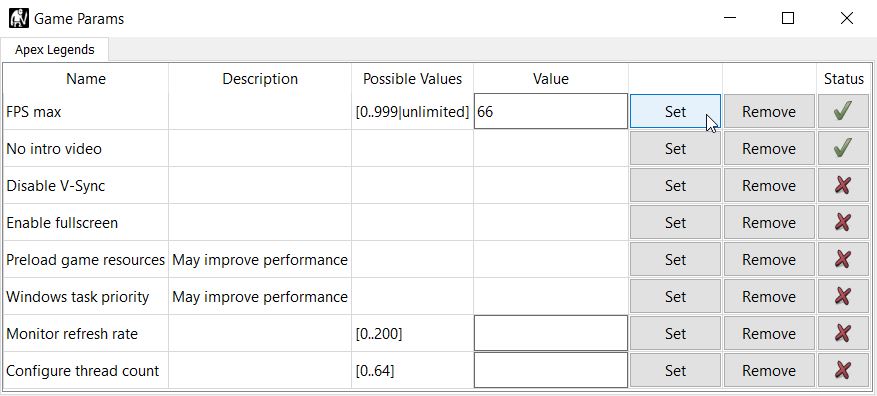 Game Params
Apex Legends
Name Description Possible Values Value Status
FPS max [0..999|unlimited] 66 Set Remove
No intro video Set Remove
Disable V-Sync Set Remove
Enable fullscreen Set Remove
Preload game resources May improve performance Set Remove
Windows task priority May improve performance Set Remove
Monitor refresh rate [0..200] Set Remove
Configure thread count [0..64] Set Remove